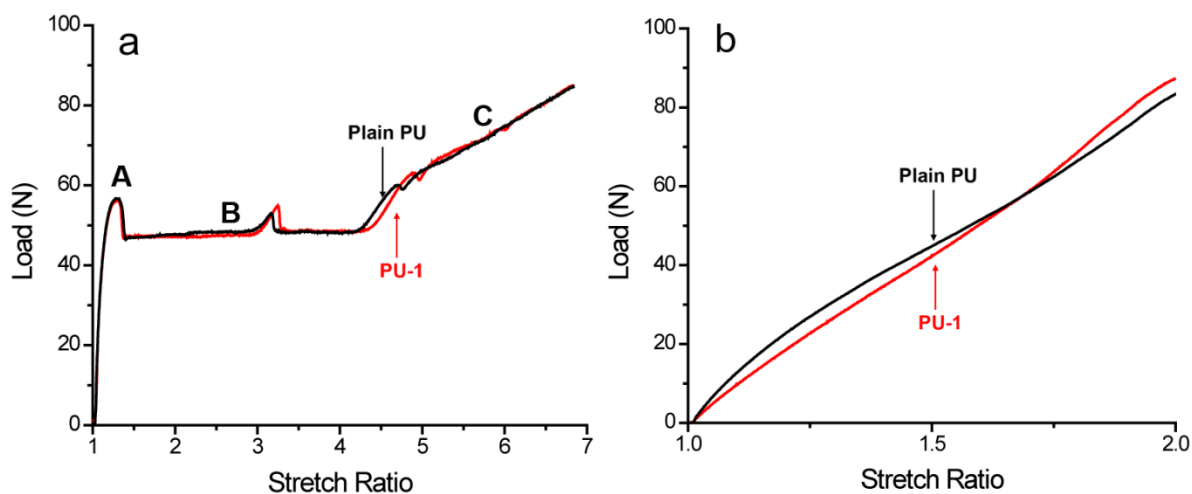 a
100
80
60
40
20
0
Load (N)
A
B
C
Plain PU
PU-1
1 2 3 4 5 6 7
Stretch Ratio
b
100
80
60
40
20
0
Load (N)
Plain PU
PU-1
1.0 1.5 2.0
Stretch Ratio